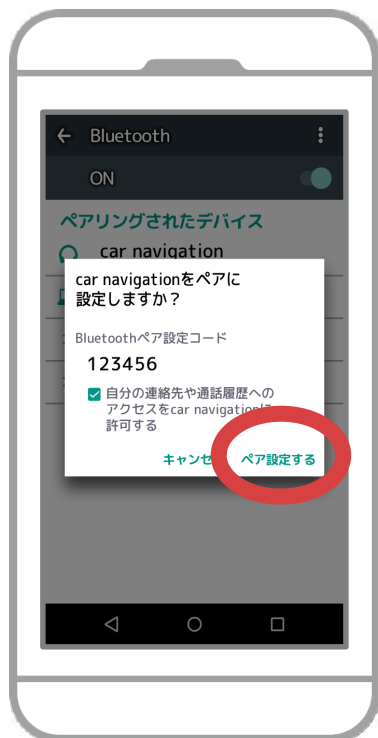 Bluetooth
ON
ペアリングされたデバイス
car navigation
car navigationをペアに
設定しますか？
Bluetoothペア設定コード
123456
自分の連絡先や通話履歴への
アクセスをcar navigationに
許可する
キャンセ ペア設定する